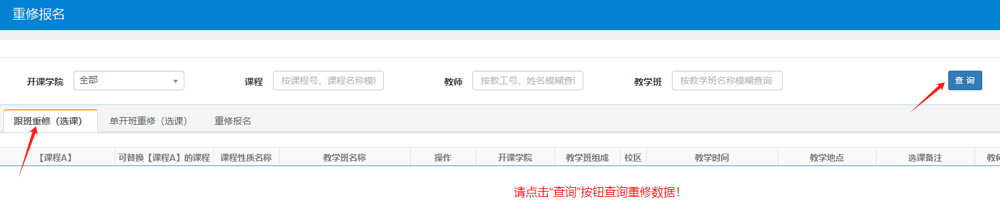 重修报名
开课学院 全部 课程 按课程号、课程名称模 教师 按教工号、姓名模糊查询 教学班 按教学班名称模糊查询 查 询
跟班重修（选课） 单开班重修（选课） 重修报名
【课程A】 可替换【课程A】的课程 课程性质名称 教学班名称 操作 开课学院 教学班组成 校区 教学时间 教学地点 选课备注 教师
请点击“查询”按钮查询重修数据！